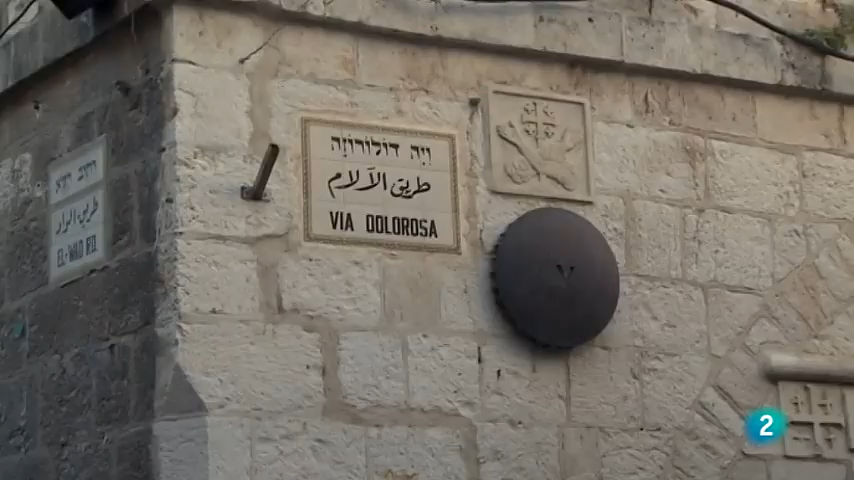 רחוב הגיא
طريق الواد
EL-WAD RD.
ויה דולורוזה
طريق الآلام
VIA DOLOROSA
V
2